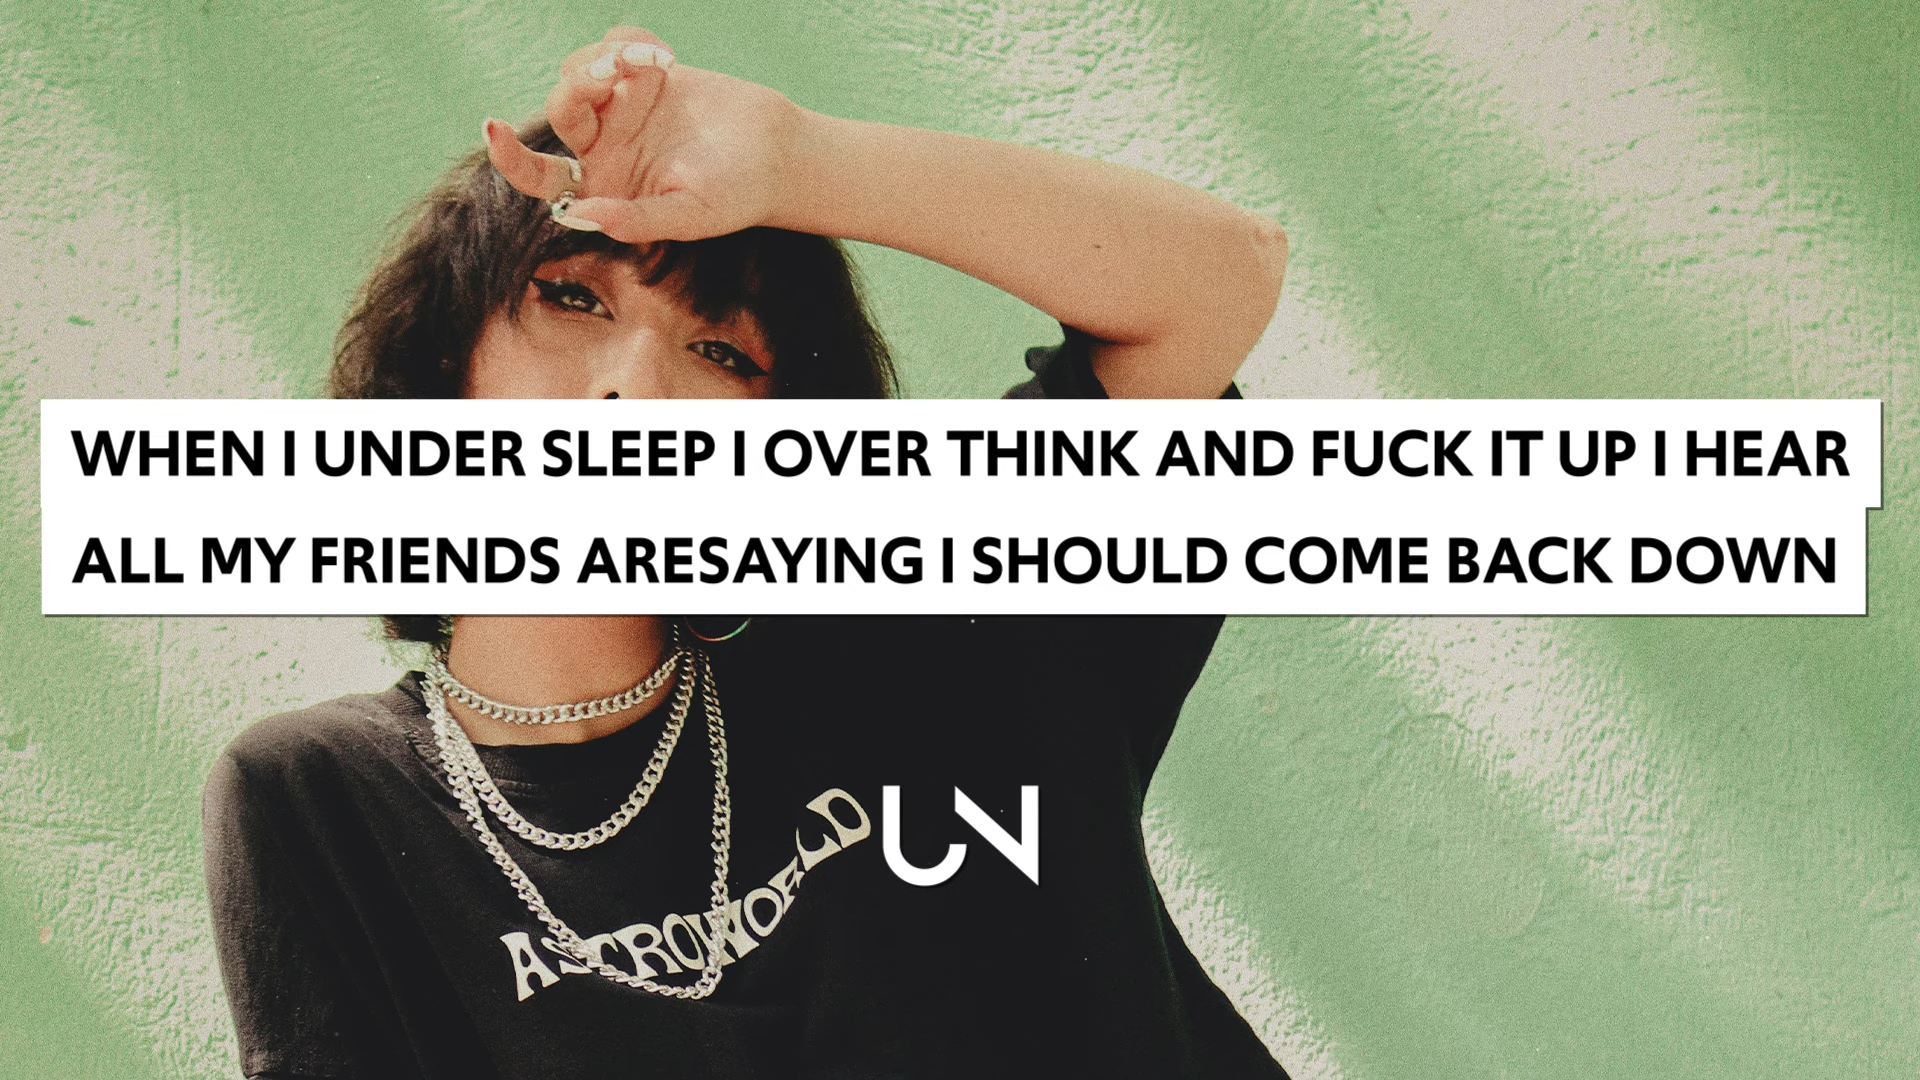 WHEN I UNDER SLEEP I OVER THINK AND FUCK IT UP I HEAR
ALL MY FRIENDS ARESAYING I SHOULD COME BACK DOWN
UN
ASTROWORLD